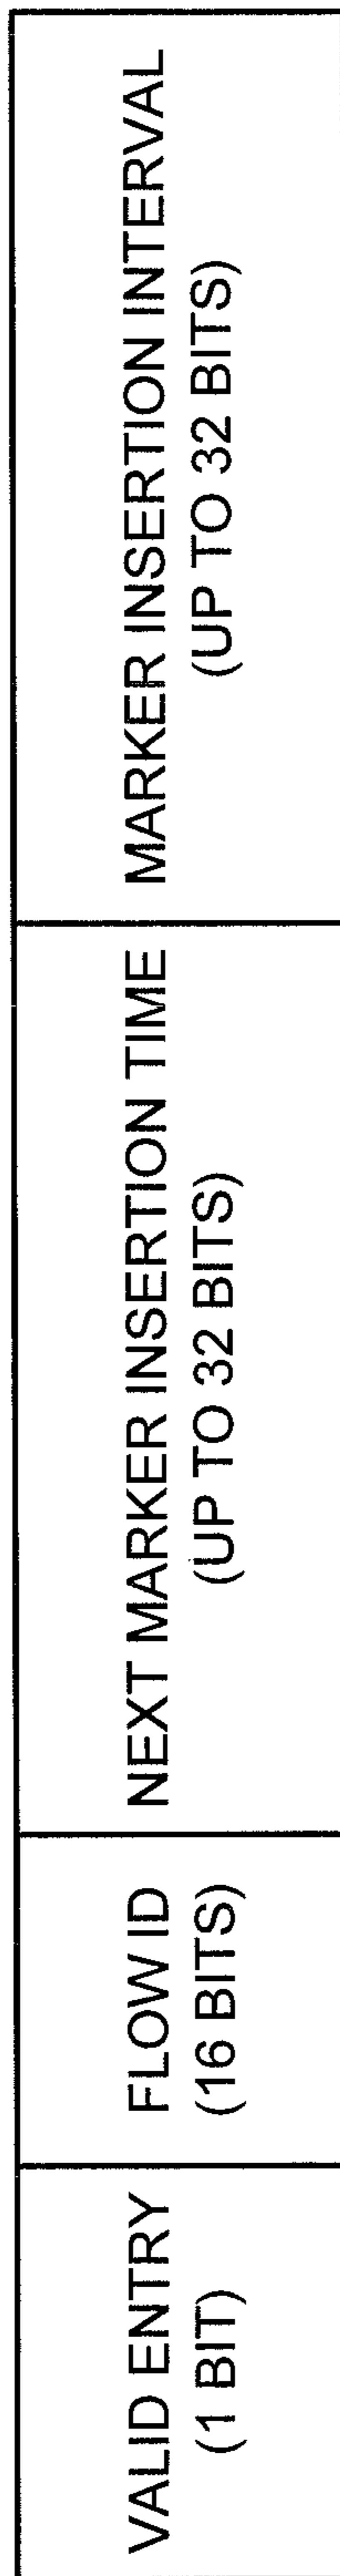 VALID ENTRY
(1 BIT)
FLOW ID
(16 BITS)
NEXT MARKER INSERTION TIME
(UP TO 32 BITS)
MARKER INSERTION INTERVAL
(UP TO 32 BITS)